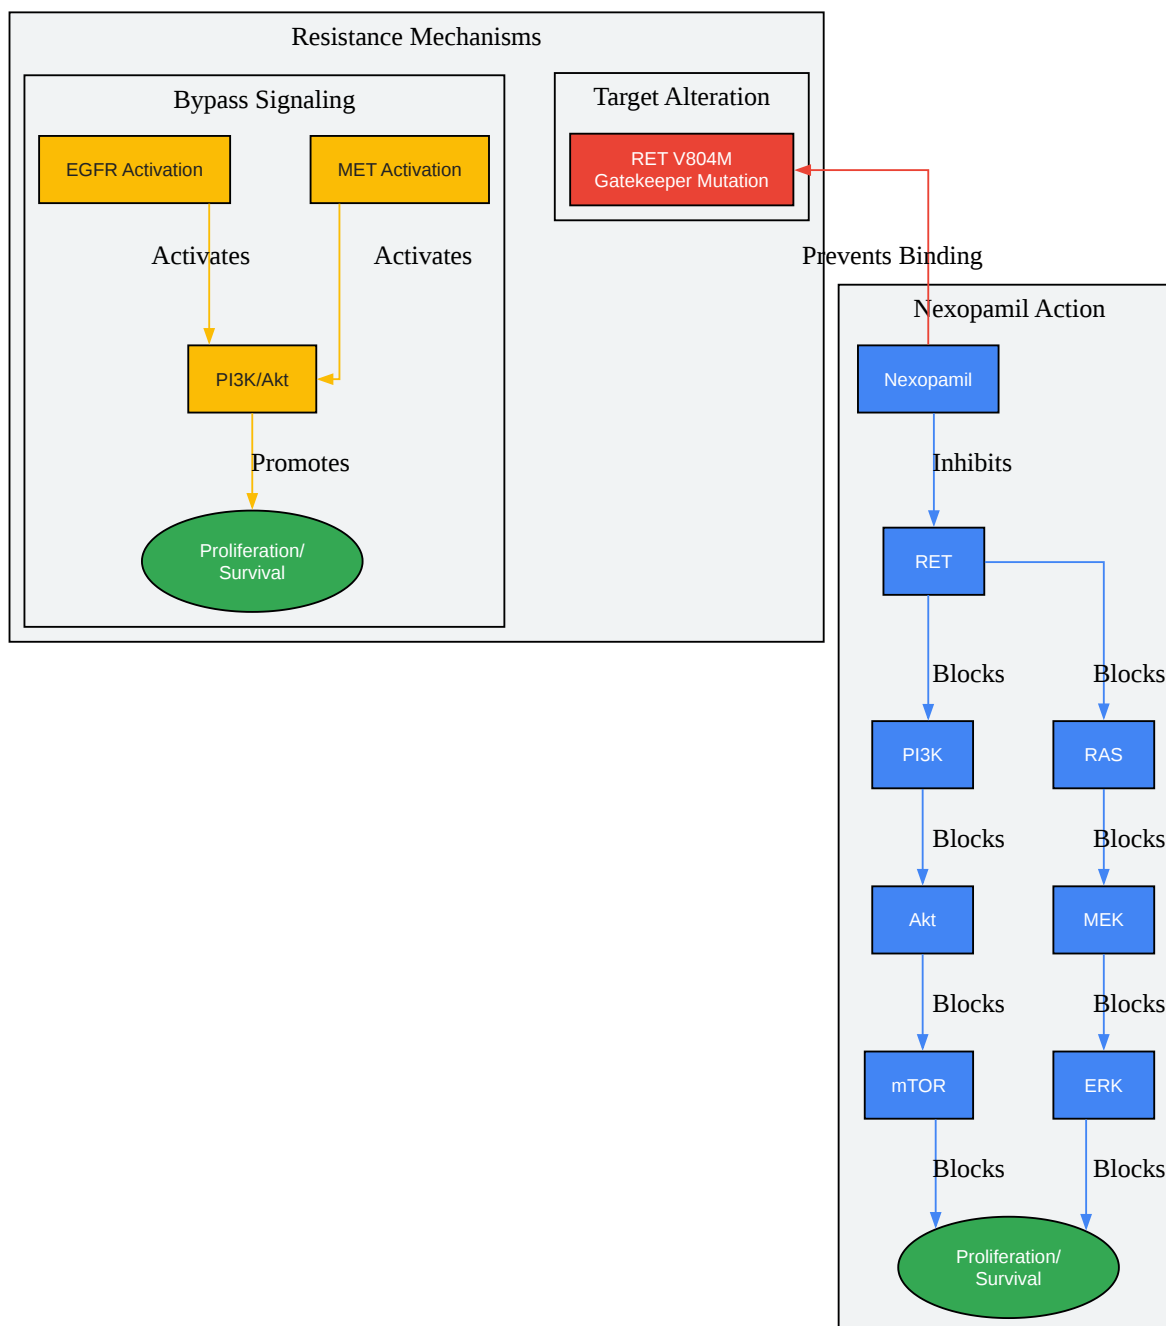 Resistance Mechanisms
Bypass Signaling
Target Alteration
EGFR Activation
MET Activation
RET V804M
Gatekeeper Mutation
Activates
Activates
Prevents Binding
Nexopamil Action
PI3K/Akt
Nexopamil
Promotes
Inhibits
Proliferation/
Survival
RET
Blocks
Blocks
PI3K
RAS
Blocks
Blocks
Akt
MEK
Blocks
Blocks
mTOR
ERK
Blocks
Blocks
Proliferation/
Survival